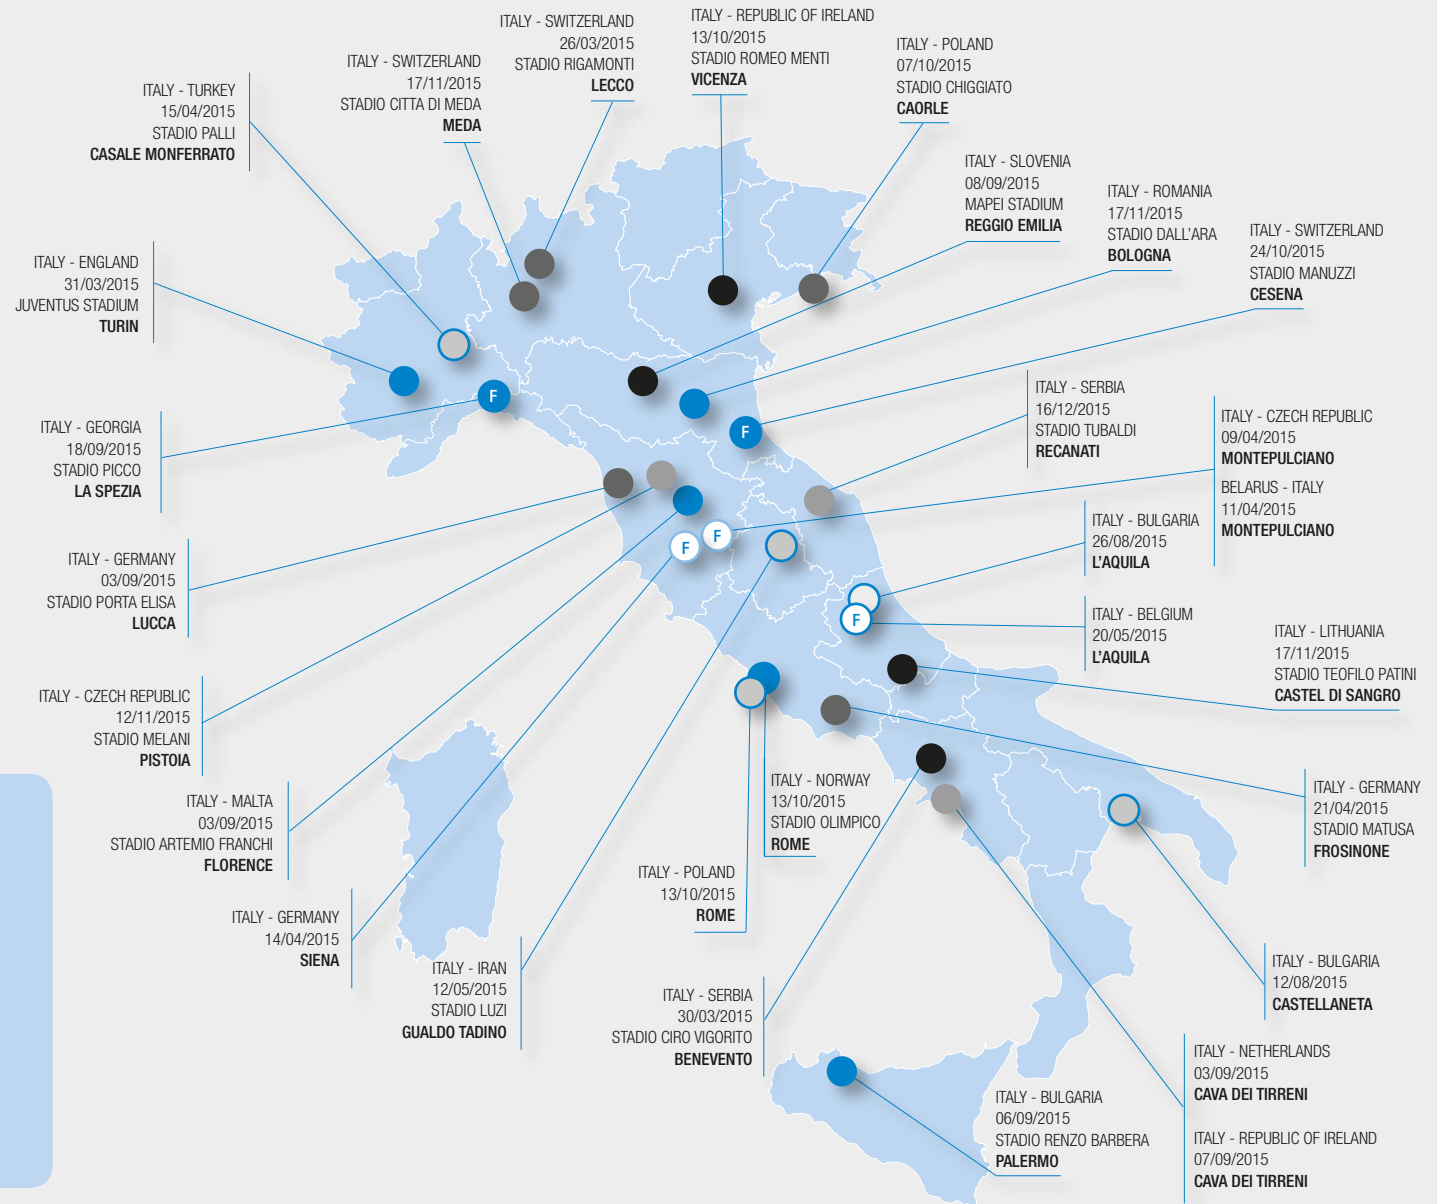 ITALY - SWITZERLAND
26/03/2015
STADIO RIGAMONTI
LECCO
ITALY - REPUBLIC OF IRELAND
13/10/2015
STADIO ROMEO MENTI
VICENZA
ITALY - POLAND
07/10/2015
STADIO CHIGGIATO
CAORLE
ITALY - SWITZERLAND
17/11/2015
STADIO CITTA DI MEDA
MEDA
ITALY - TURKEY
15/04/2015
STADIO PALLI
CASALE MONFERRATO
ITALY - SLOVENIA
08/09/2015
MAPEI STADIUM
REGGIO EMILIA
ITALY - ROMANIA
17/11/2015
STADIO DALL'ARA
BOLOGNA
ITALY - SWITZERLAND
24/10/2015
STADIO MANUZZI
CESENA
ITALY - ENGLAND
31/03/2015
JUVENTUS STADIUM
TURIN
F
F
ITALY - SERBIA
16/12/2015
STADIO TUBALDI
RECANATI
ITALY - CZECH REPUBLIC
09/04/2015
MONTEPULCIANO
BELARUS - ITALY
11/04/2015
MONTEPULCIANO
ITALY - GEORGIA
18/09/2015
STADIO PICCO
LA SPEZIA
F
F
ITALY - BULGARIA
26/08/2015
L'AQUILA
ITALY - GERMANY
03/09/2015
STADIO PORTA ELISA
LUCCA
F
ITALY - BELGIUM
20/05/2015
L'AQUILA
ITALY - LITHUANIA
17/11/2015
STADIO TEOFILO PATINI
CASTEL DI SANGRO
ITALY - CZECH REPUBLIC
12/11/2015
STADIO MELANI
PISTOIA
ITALY - MALTA
03/09/2015
STADIO ARTEMIO FRANCHI
FLORENCE
ITALY - NORWAY
13/10/2015
STADIO OLIMPICO
ROME
ITALY - GERMANY
21/04/2015
STADIO MATUSA
FROSINONE
ITALY - POLAND
13/10/2015
ROME
ITALY - GERMANY
14/04/2015
SIENA
ITALY - IRAN
12/05/2015
STADIO LUZI
GUALDO TADINO
ITALY - BULGARIA
12/08/2015
CASTELLANETA
ITALY - SERBIA
30/03/2015
STADIO CIRO VIGORITO
BENEVENTO
ITALY - NETHERLANDS
03/09/2015
CAVA DEI TIRRENI
ITALY - REPUBLIC OF IRELAND
07/09/2015
CAVA DEI TIRRENI
ITALY - BULGARIA
06/09/2015
STADIO RENZO BARBERA
PALERMO